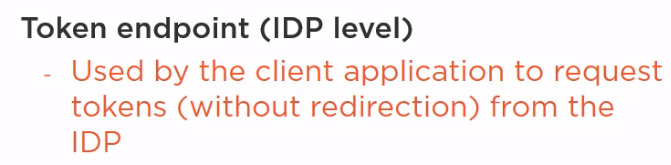 Token endpoint (IDP level)
- Used by the client application to request
tokens (without redirection) from the
IDP